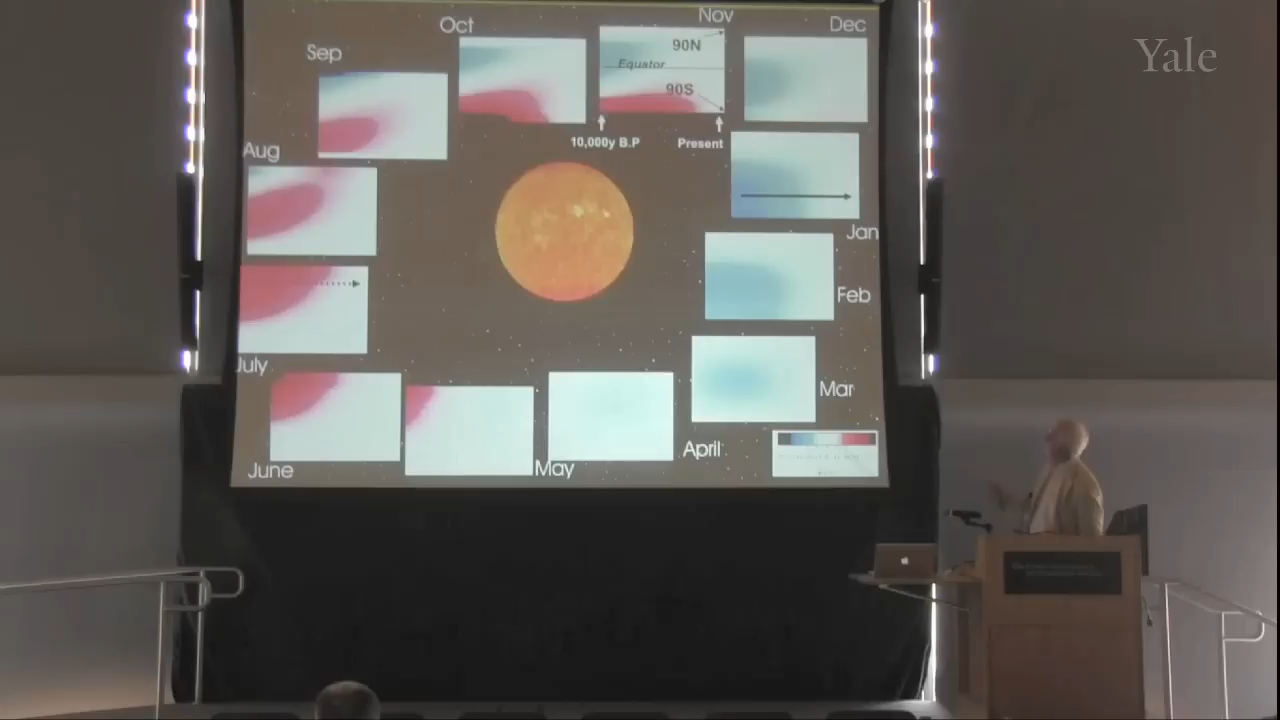 Yale
Oct
Nov
Dec
Sep
90N
Equator
90S
10,000y B.P
Present
Aug
Jan
Feb
July
Mar
June
May
April